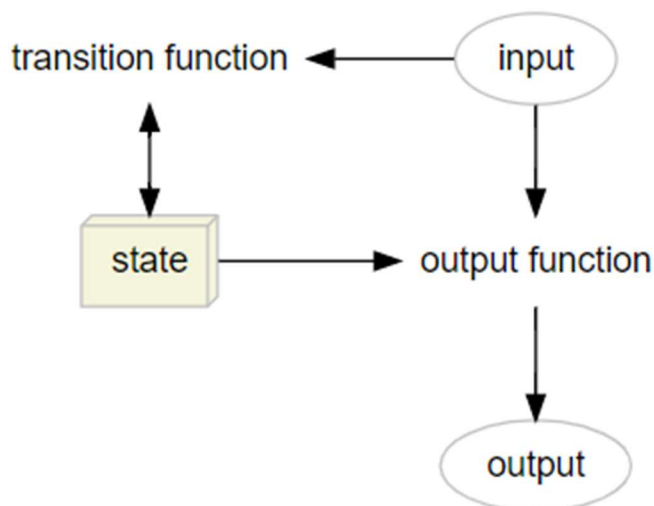 transition function
input
state
output function
output